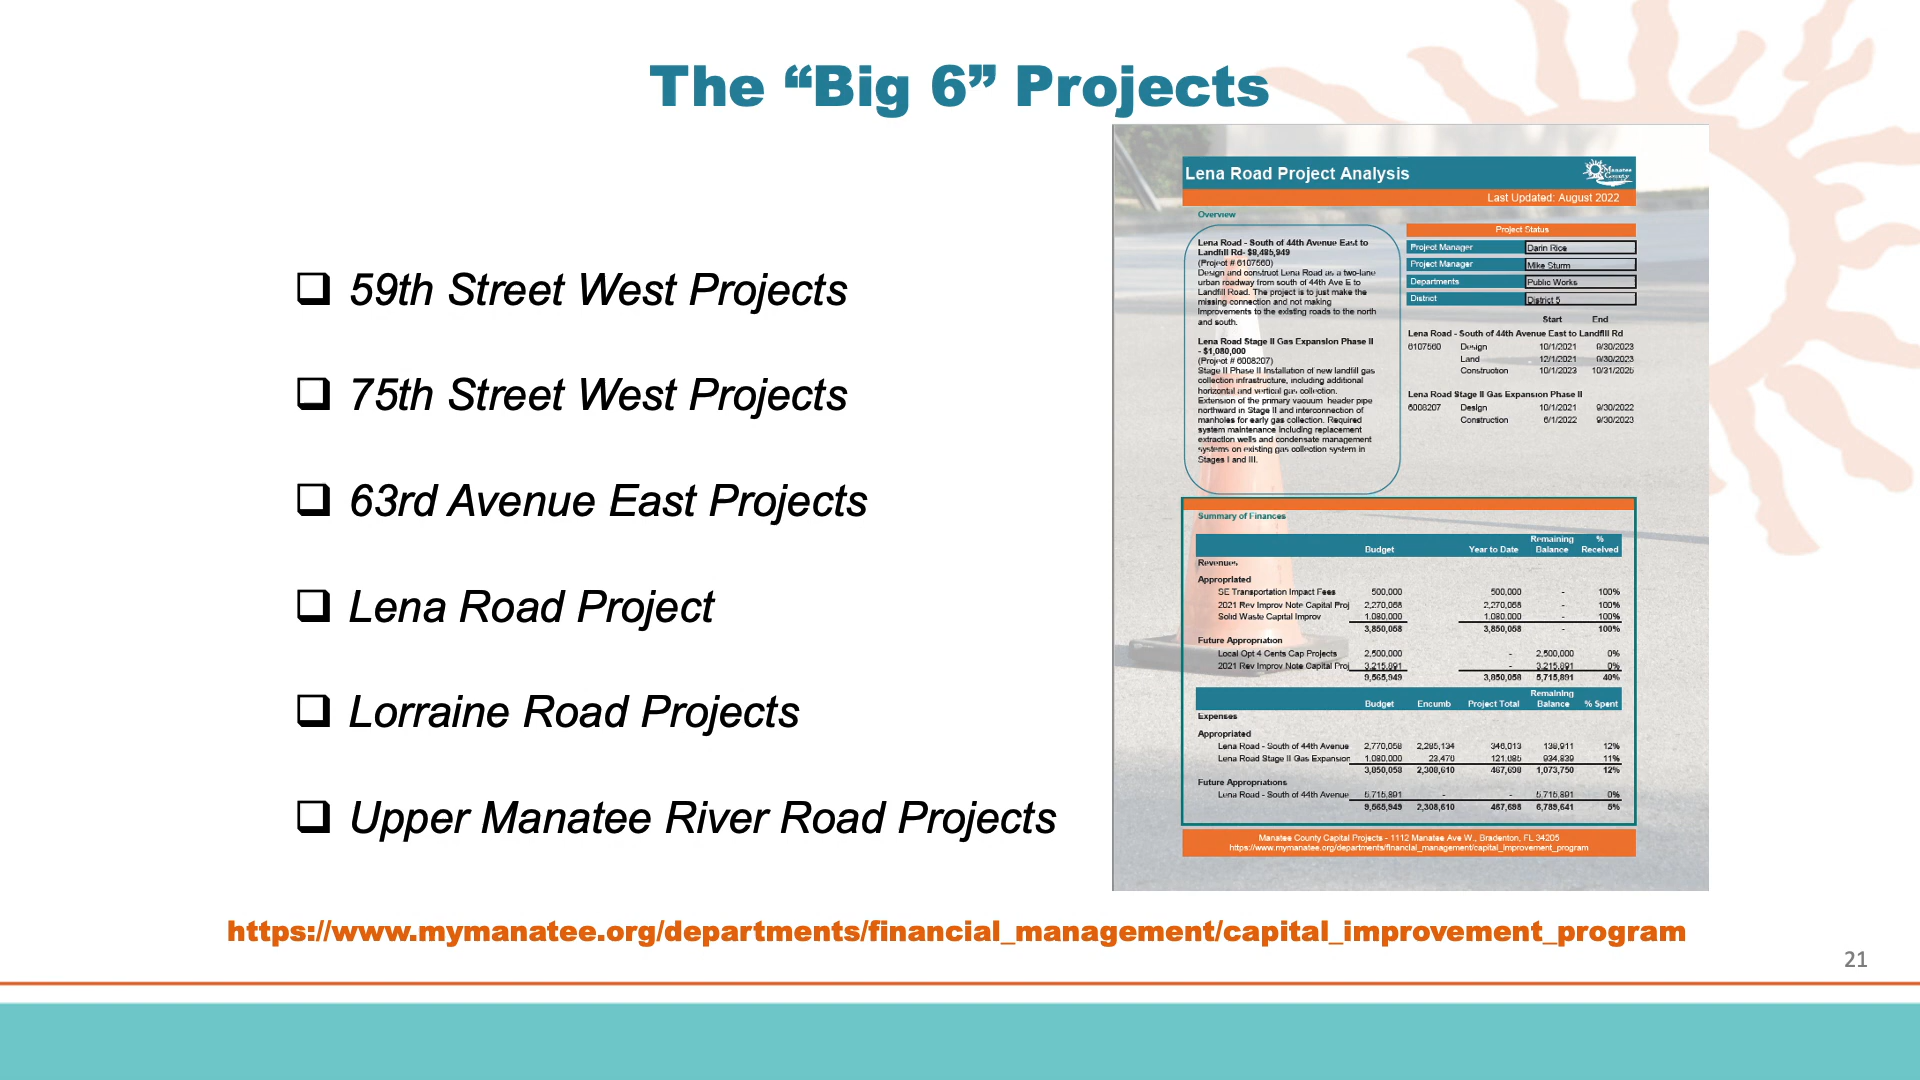 The “Big 6” Projects
59th Street West Projects
75th Street West Projects
63rd Avenue East Projects
Lena Road Project
Lorraine Road Projects
Upper Manatee River Road Projects
Lena Road Project Analysis
Manatee County
Last Updated: August 2022
Overview
Lena Road - South of 44th Avenue East to
Landfill Rd- $8,485,949
(Project # 6107560)
Design and construct Lena Road as a two-lane
urban roadway from south of 44th Ave E to
Landfill Road. The project is to just make the
missing connection and not making
improvements to the existing roads to the north
and south.
Lena Road Stage II Gas Expansion Phase II
- $1,080,000
(Project # 6008207)
Stage II Phase II Installation of new landfill gas
collection infrastructure, including additional
horizontal and vertical gas collection.
Extension of the primary vacuum header pipe
northward in Stage II and interconnection of
manholes for early gas collection. Required
system maintenance including replacement
extraction wells and condensate management
systems on existing gas collection system in
Stages I and III.
Project Status
Project Manager Darin Rice
Project Manager Mike Sturm
Departments Public Works
District District 5
Start End
Lena Road - South of 44th Avenue East to Landfill Rd
6107560 Design 10/1/2021 9/30/2023
Land 12/1/2021 9/30/2023
Construction 10/1/2023 10/31/2025
Lena Road Stage II Gas Expansion Phase II
6008207 Design 10/1/2021 9/30/2022
Construction 6/1/2022 9/30/2023
Summary of Finances
Budget Year to Date Remaining Balance % Received
Revenues
Appropriated
SE Transportation Impact Fees 500,000 500,000 - 100%
2021 Rev Improv Note Capital Proj 2,270,058 2,270,058 - 100%
Solid Waste Capital Improv 1,080,000 1,080,000 - 100%
3,850,058 3,850,058 - 100%
Future Appropriation
Local Opt 4 Cents Cap Projects 2,500,000 - 2,500,000 0%
2021 Rev Improv Note Capital Proj 3,215,891 - 3,215,891 0%
9,565,949 3,850,058 5,715,891 40%
Budget Encumb Project Total Remaining Balance % Spent
Expenses
Appropriated
Lena Road - South of 44th Avenue 2,770,058 2,285,134 346,013 138,911 12%
Lena Road Stage II Gas Expansion 1,080,000 23,476 121,685 934,839 11%
3,850,058 2,308,610 467,698 1,073,750 12%
Future Appropriations
Lena Road - South of 44th Avenue 5,715,891 - - 5,715,891 0%
9,565,949 2,308,610 467,698 6,789,641 5%
Manatee County Capital Projects - 1112 Manatee Ave W., Bradenton, FL 34205
https://www.mymanatee.org/departments/financial_management/capital_improvement_program
https://www.mymanatee.org/departments/financial_management/capital_improvement_program
21